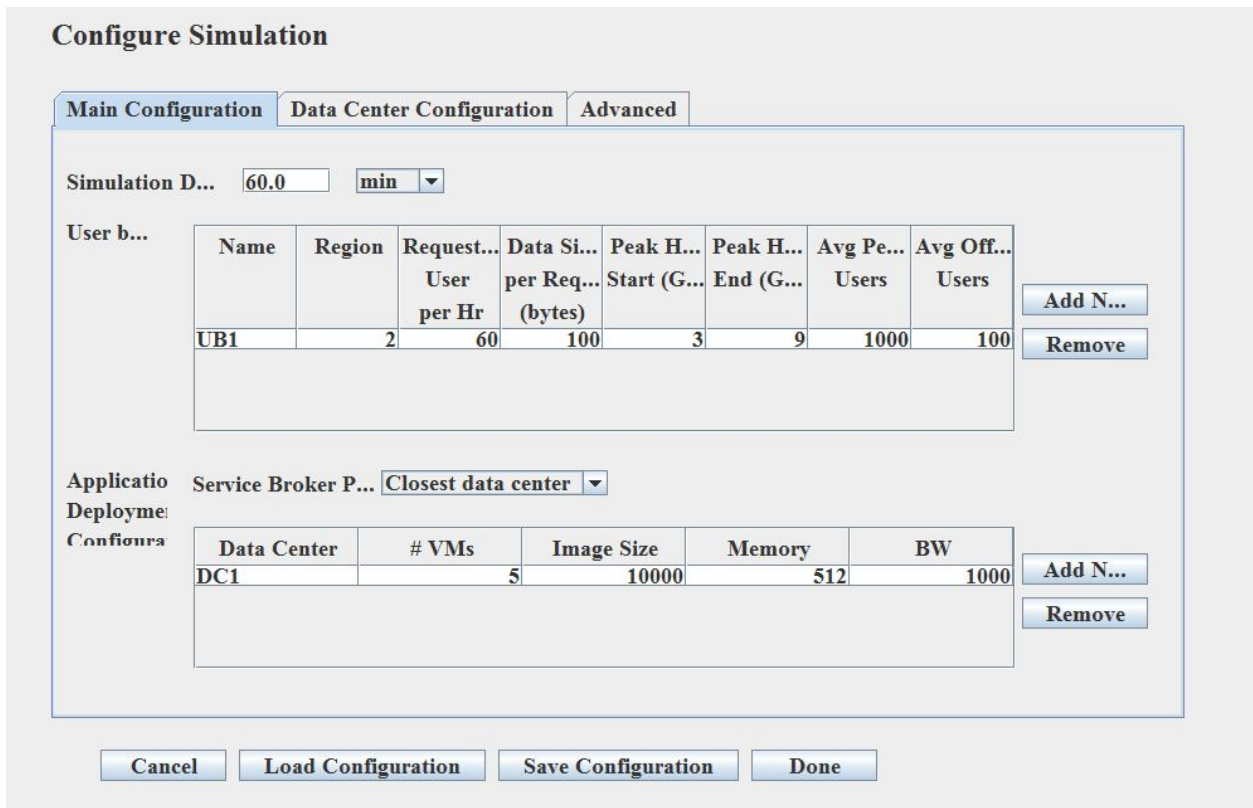 Configure Simulation
Main Configuration Data Center Configuration Advanced
Simulation D... 60.0 min
User b...
Name Region Request... Data Si... Peak H... Peak H... Avg Pe... Avg Off...
User per Req... Start (G... End (G... Users Users
per Hr (bytes)
Add N...
UB1 2 60 100 3 9 1000 100
Remove
Applicatio
Service Broker P... Closest data center
Deployme
Configura
Data Center # VMs Image Size Memory BW
DC1 5 10000 512 1000
Add N...
Remove
Cancel Load Configuration Save Configuration Done